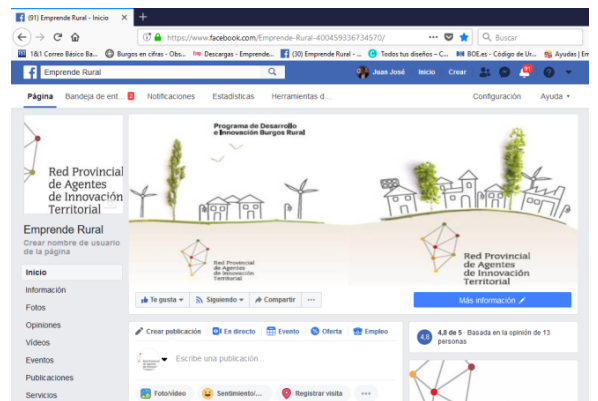 (91) Emprende Rural - Inicio
https://www.facebook.com/Emprende-Rural-400459336734570/
Buscar
1&1 Correo Básico Ba...
Burgos en cifras - Obs...
Descargas - Emprende...
(30) Emprende Rural - ...
Todos tus diseños – C...
BOE.es - Código de Ur...
Ayudas | Em
Emprende Rural
Juan José
Inicio
Crear
91
Página
Bandeja de ent...
2
Notificaciones
Estadísticas
Herramientas d...
Configuración
Ayuda
Programa de Desarrollo
e Innovación Burgos Rural
Red Provincial
de Agentes
de Innovación
Territorial
Red Provincial
de Agentes
de Innovación
Territorial
Red Provincial
de Agentes
de Innovación
Territorial
Emprende Rural
Crear nombre de usuario
de la página
Inicio
Información
Fotos
Opiniones
Vídeos
Eventos
Publicaciones
Servicios
Te gusta
Siguiendo
Compartir
Más información
Crear publicación
En directo
Evento
Oferta
Empleo
Escribe una publicación...
Foto/vídeo
Sentimiento/...
Registrar visita
4,8
4,8 de 5 · Basada en la opinión de 13
personas